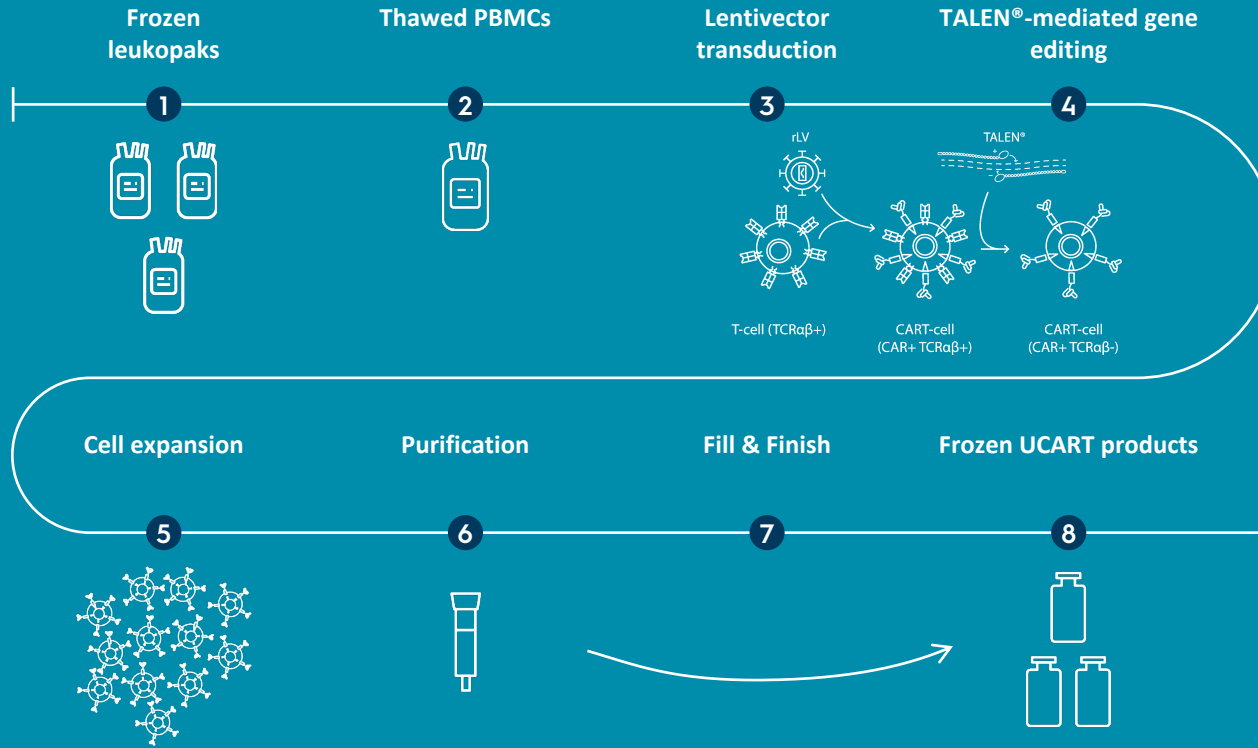 Frozen
leukopaks
Thawed PBMCs
Lentivector
transduction
TALEN®-mediated gene
editing
1
2
3
4
rLV
TALEN®
T-cell (TCRαβ+)
CART-cell
(CAR+ TCRαβ+)
CART-cell
(CAR+ TCRαβ-)
Cell expansion
Purification
Fill & Finish
Frozen UCART products
5
6
7
8